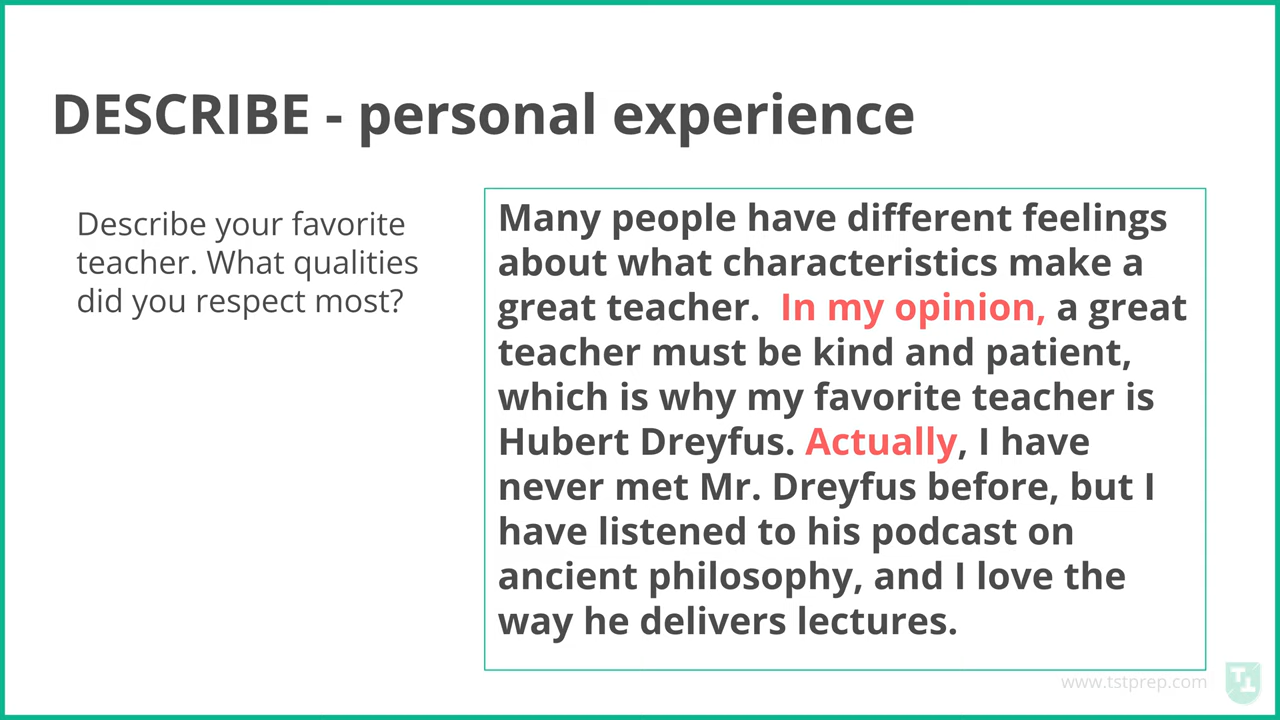 DESCRIBE - personal experience
Describe your favorite
teacher. What qualities
did you respect most?
Many people have different feelings
about what characteristics make a
great teacher.  In my opinion, a great
teacher must be kind and patient,
which is why my favorite teacher is
Hubert Dreyfus. Actually, I have
never met Mr. Dreyfus before, but I
have listened to his podcast on
ancient philosophy, and I love the
way he delivers lectures.
www.tstprep.com